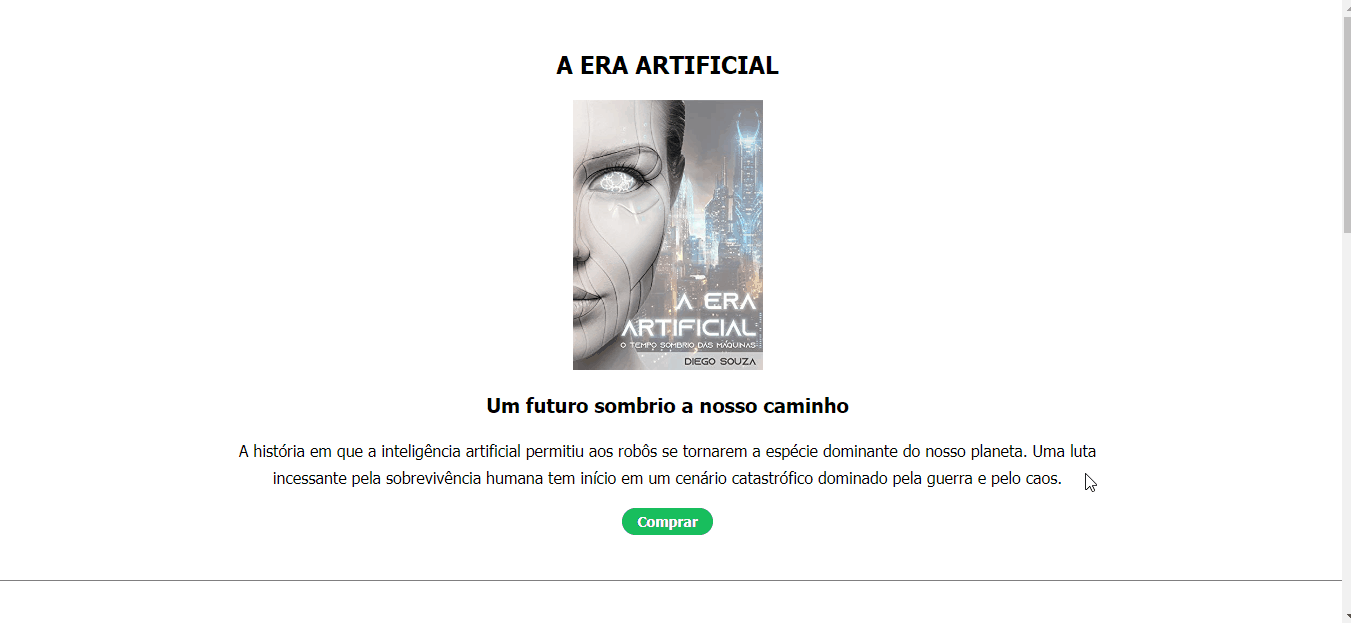 A ERA ARTIFICIAL
A ERA
ARTIFICIAL
O TEMPO SOMBRIO DAS MÁQUINAS
DIEGO SOUZA
Um futuro sombrio a nosso caminho
A história em que a inteligência artificial permitiu aos robôs se tornarem a espécie dominante do nosso planeta. Uma luta
incessante pela sobrevivência humana tem início em um cenário catastrófico dominado pela guerra e pelo caos.
Comprar